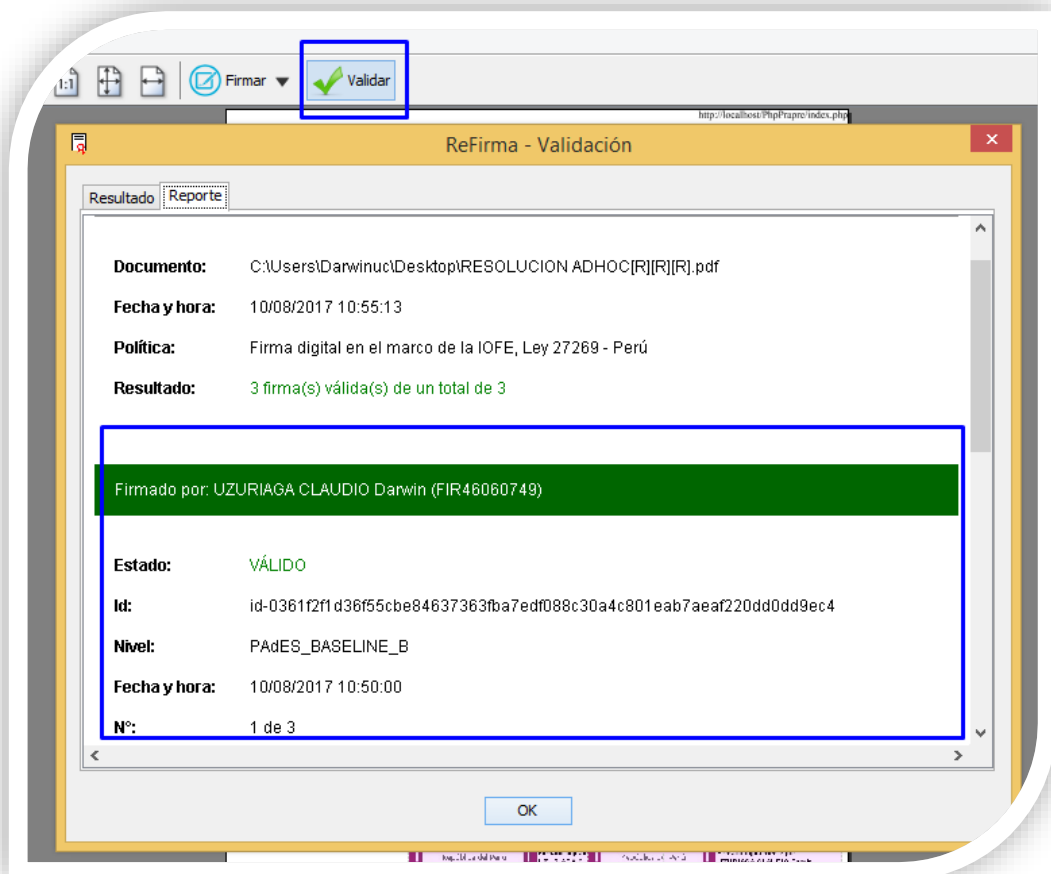 1:1 Firmar Validar
http://localhost/PhpPrapre/index.php
ReFirma - Validación
Resultado Reporte
Documento: C:\Users\Darwinuc\Desktop\RESOLUCION ADHOC[R][R][R].pdf
Fecha y hora: 10/08/2017 10:55:13
Política: Firma digital en el marco de la IOFE, Ley 27269 - Perú
Resultado: 3 firma(s) válida(s) de un total de 3
Firmado por: UZURIAGA CLAUDIO Darwin (FIR46060749)
Estado: VÁLIDO
Id: id-0361f2f1d36f55cbe84637363fba7edf088c30a4c801eab7aeaf220dd0dd9ec4
Nivel: PAdES_BASELINE_B
Fecha y hora: 10/08/2017 10:50:00
N°: 1 de 3
OK